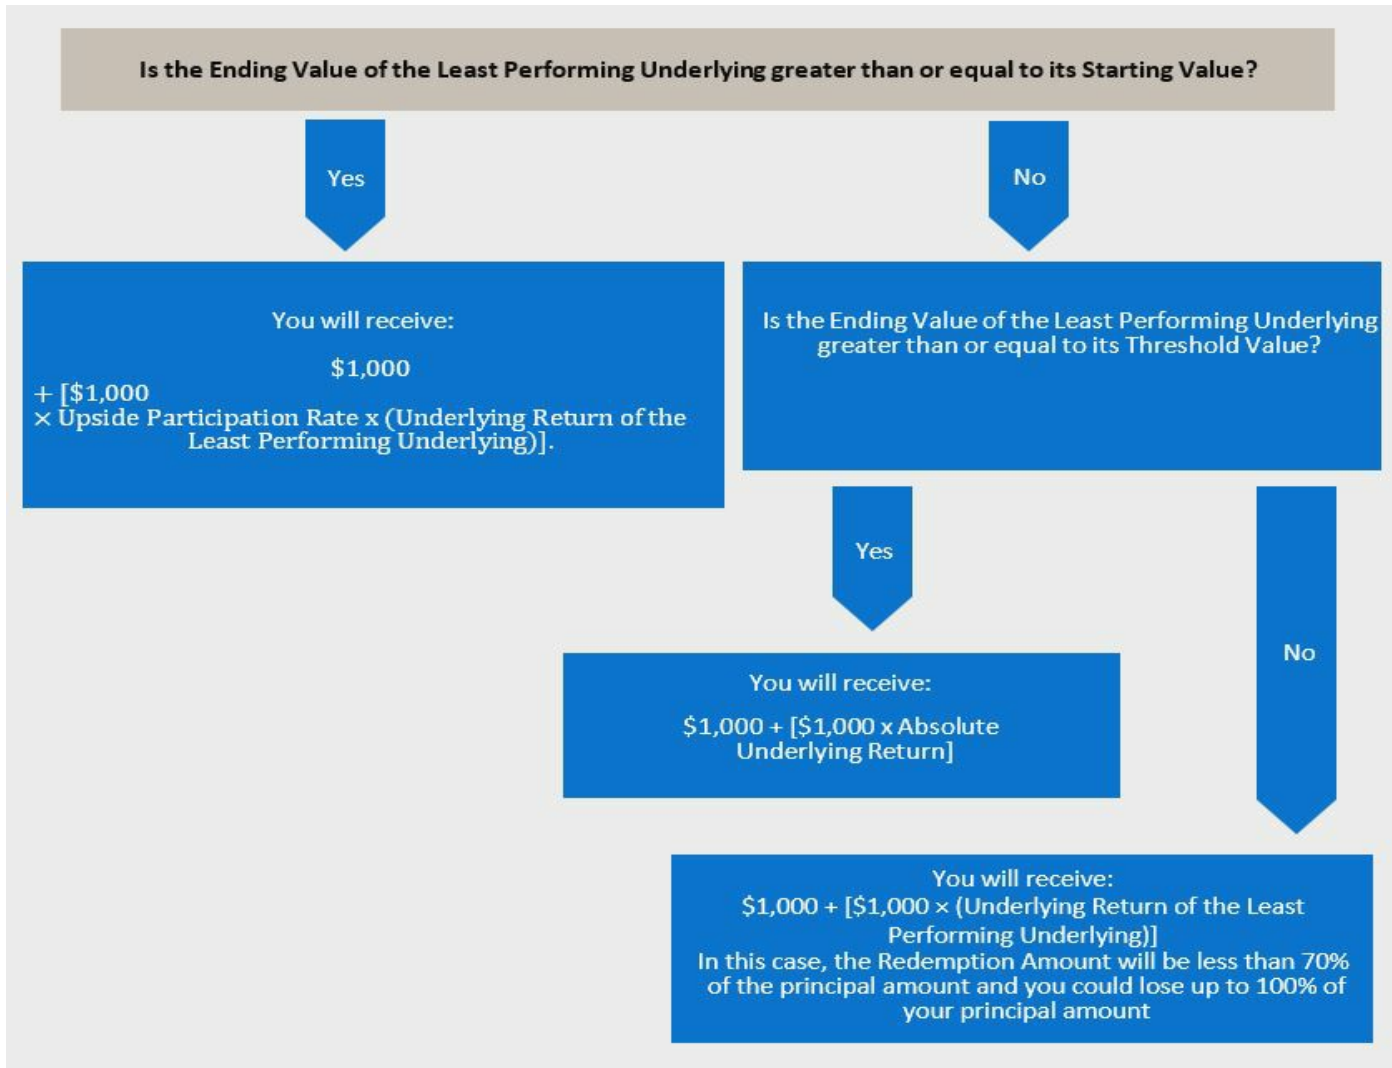 Is the Ending Value of the Least Performing Underlying greater than or equal to its Starting Value?
Yes
No
You will receive:
$1,000
+ [$1,000
× Upside Participation Rate x (Underlying Return of the
Least Performing Underlying)].
Is the Ending Value of the Least Performing Underlying
greater than or equal to its Threshold Value?
Yes
No
You will receive:
$1,000 + [$1,000 x Absolute
Underlying Return]
You will receive:
$1,000 + [$1,000 × (Underlying Return of the Least
Performing Underlying)]
In this case, the Redemption Amount will be less than 70%
of the principal amount and you could lose up to 100% of
your principal amount